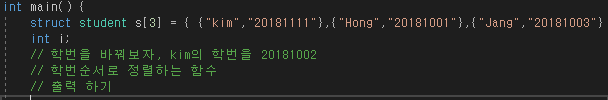 int main() {
struct student s[3] = { {"kim","20181111"},{"Hong","20181001"},{"Jang","20181003"}
int i;
// 학번을 바꿔보자, kim의 학번을 20181002
// 학번순서로 정렬하는 함수
// 출력 하기